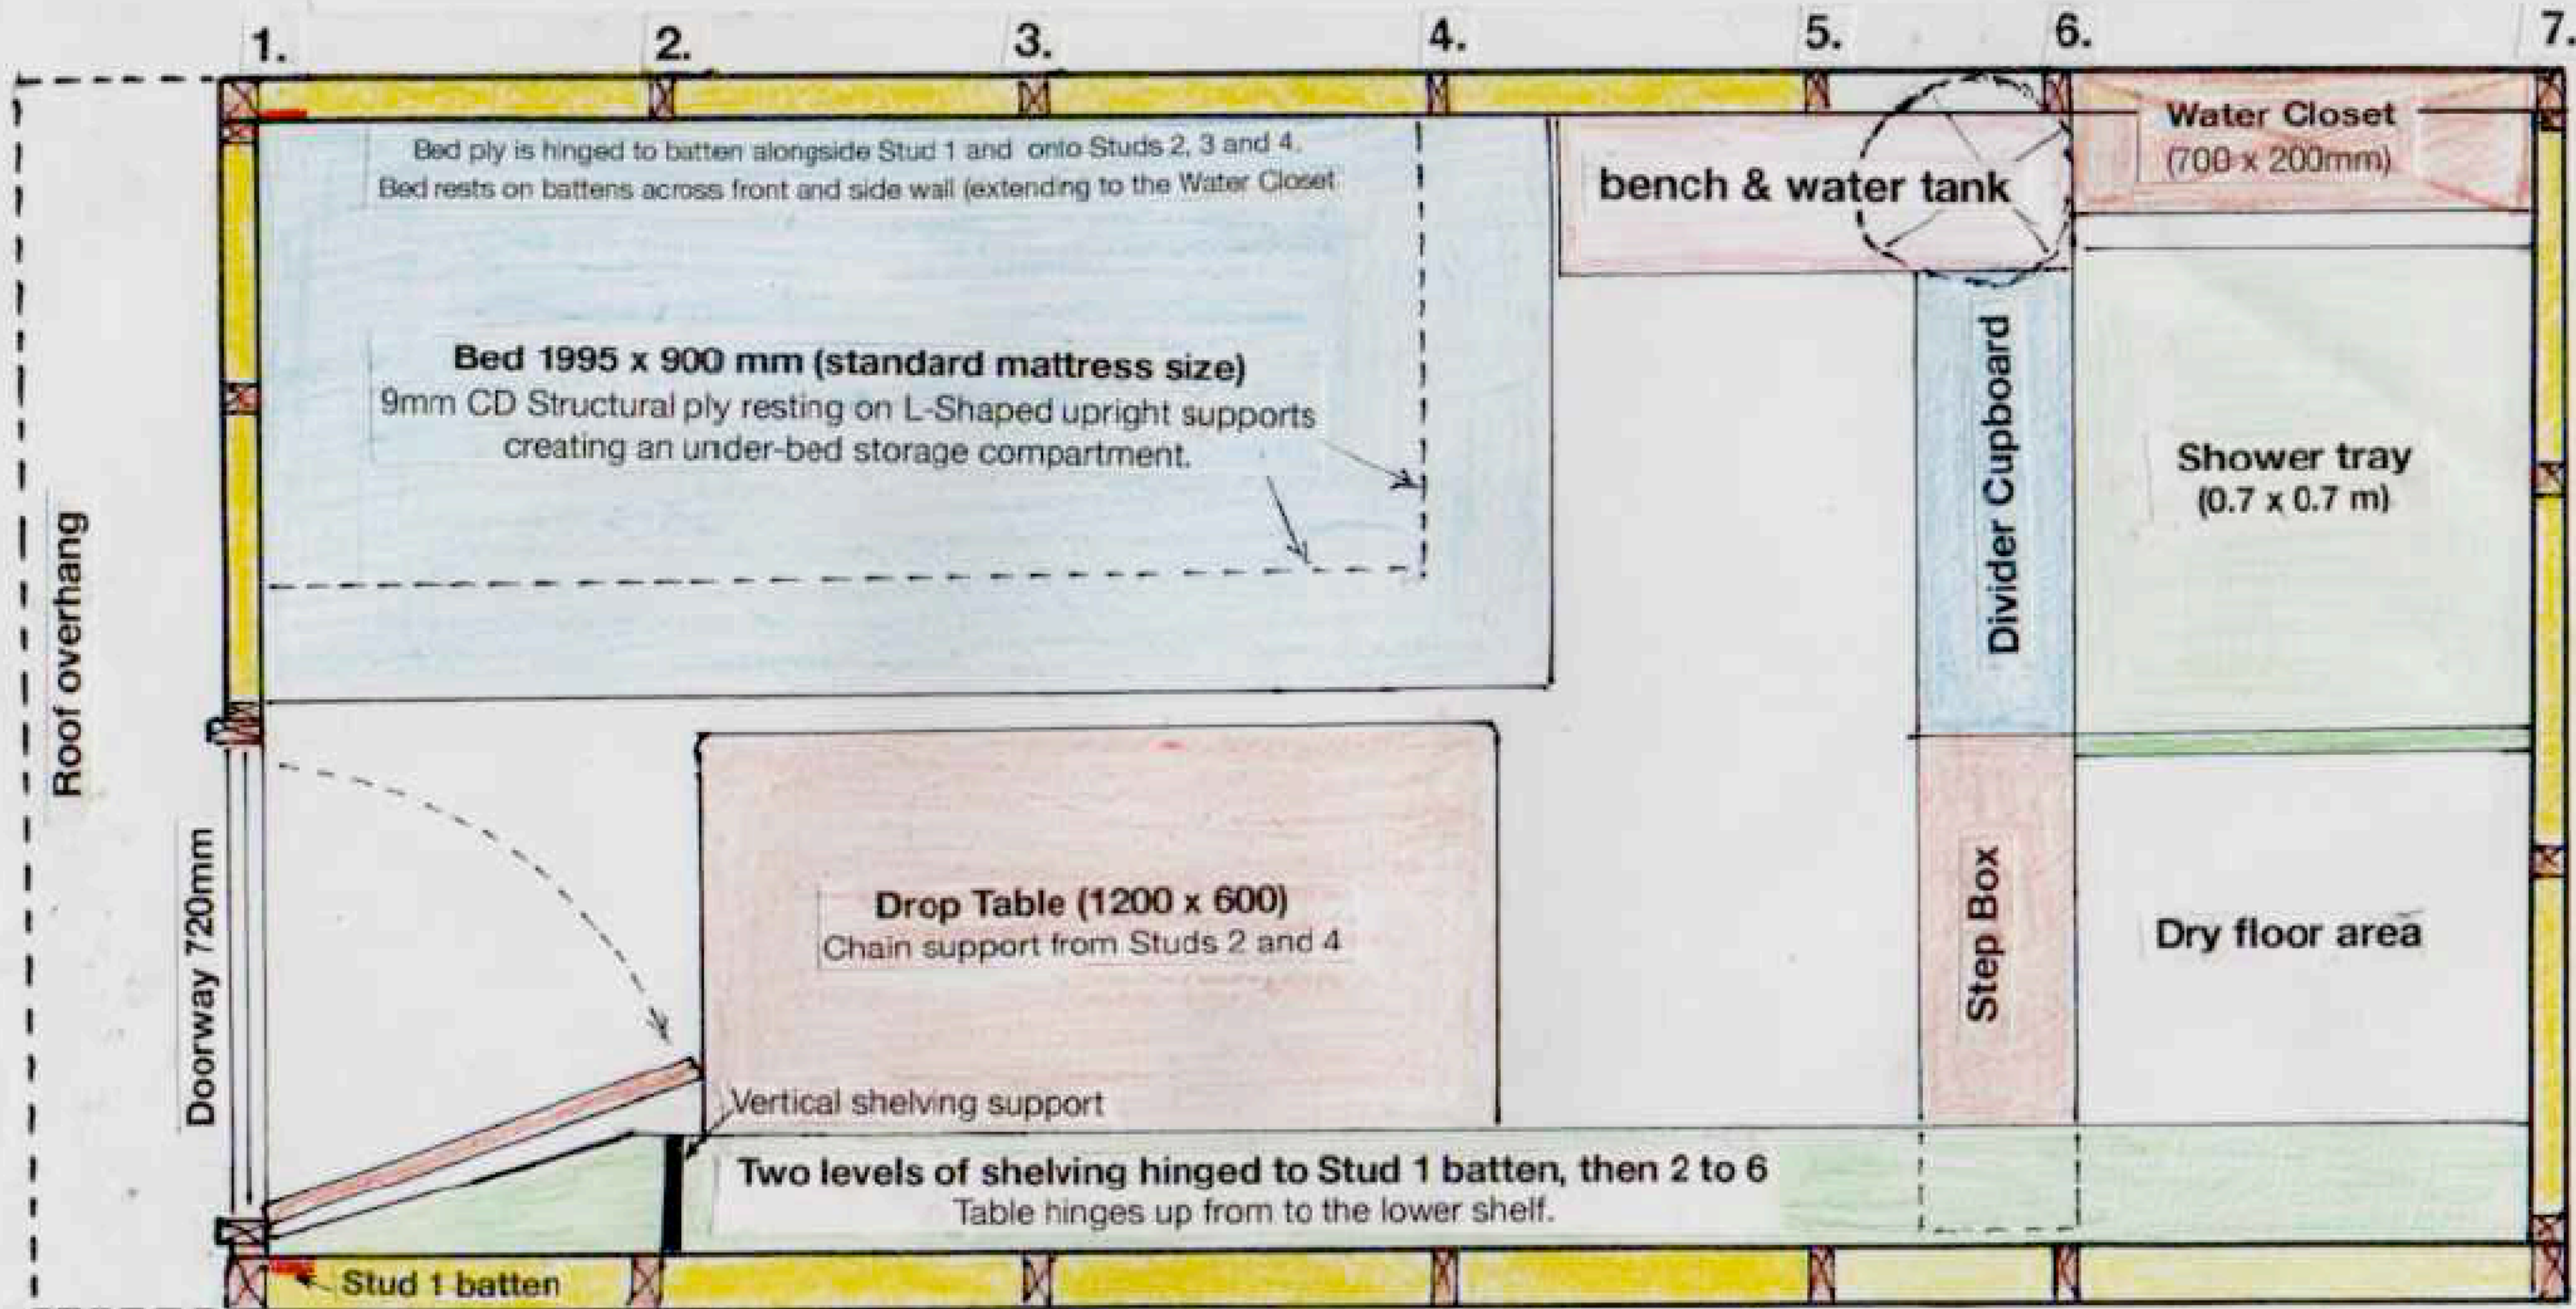 1. 2. 3. 4. 5. 6. 7.
Bed ply is hinged to batten alongside Stud 1 and onto Studs 2, 3 and 4.
Bed rests on battens across front and side wall (extending to the Water Closet
bench & water tank
Water Closet
(700 x 200mm)
Bed 1995 x 900 mm (standard mattress size)
9mm CD Structural ply resting on L-Shaped upright supports
creating an under-bed storage compartment.
Divider Cupboard
Shower tray
(0.7 x 0.7 m)
Roof overhang
Doorway 720mm
Drop Table (1200 x 600)
Chain support from Studs 2 and 4
Step Box
Dry floor area
Vertical shelving support
Two levels of shelving hinged to Stud 1 batten, then 2 to 6
Table hinges up from to the lower shelf.
Stud 1 batten